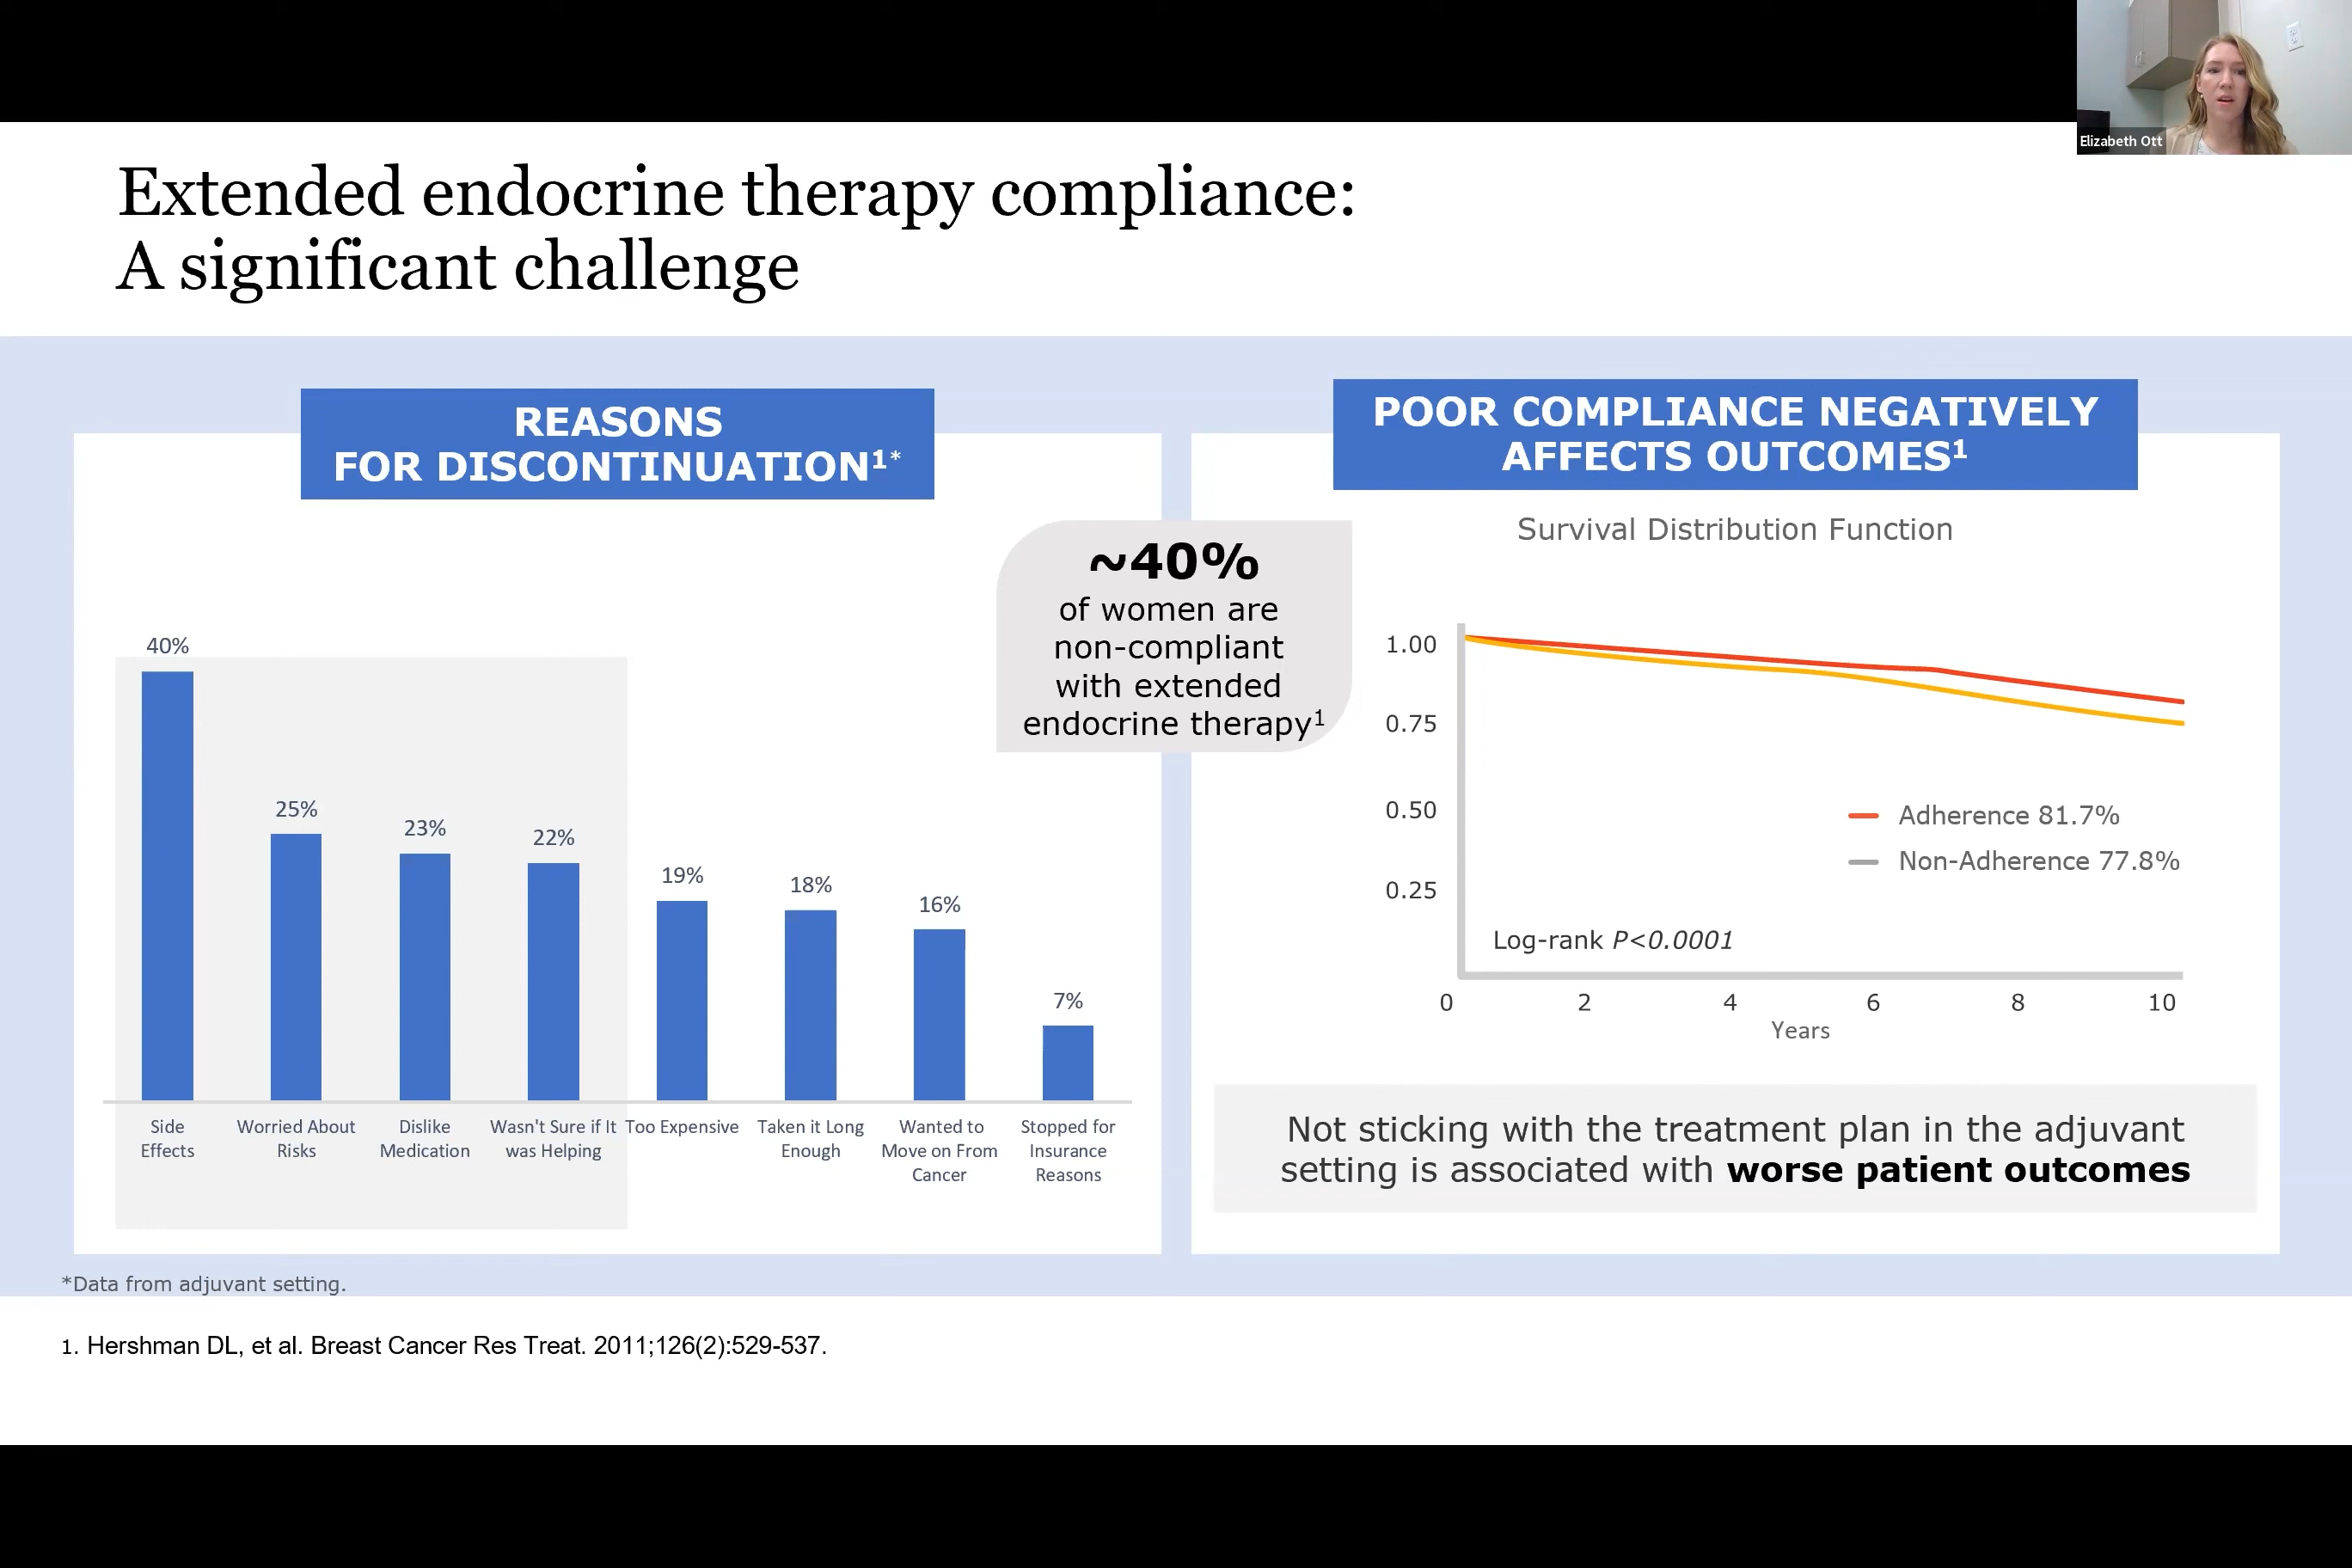 Elizabeth Ott
Extended endocrine therapy compliance:
A significant challenge
REASONS
FOR DISCONTINUATION1*
40%
25%
23%
22%
19%
18%
16%
7%
Side
Effects
Worried About
Risks
Dislike
Medication
Wasn't Sure if It
was Helping
Too Expensive
Taken it Long
Enough
Wanted to
Move on From
Cancer
Stopped for
Insurance
Reasons
~40%
of women are
non-compliant
with extended
endocrine therapy1
POOR COMPLIANCE NEGATIVELY
AFFECTS OUTCOMES1
Survival Distribution Function
1.00
0.75
0.50
0.25
Adherence 81.7%
Non-Adherence 77.8%
Log-rank P<0.0001
0 2 4 6 8 10
Years
Not sticking with the treatment plan in the adjuvant
setting is associated with worse patient outcomes
*Data from adjuvant setting.
1. Hershman DL, et al. Breast Cancer Res Treat. 2011;126(2):529-537.